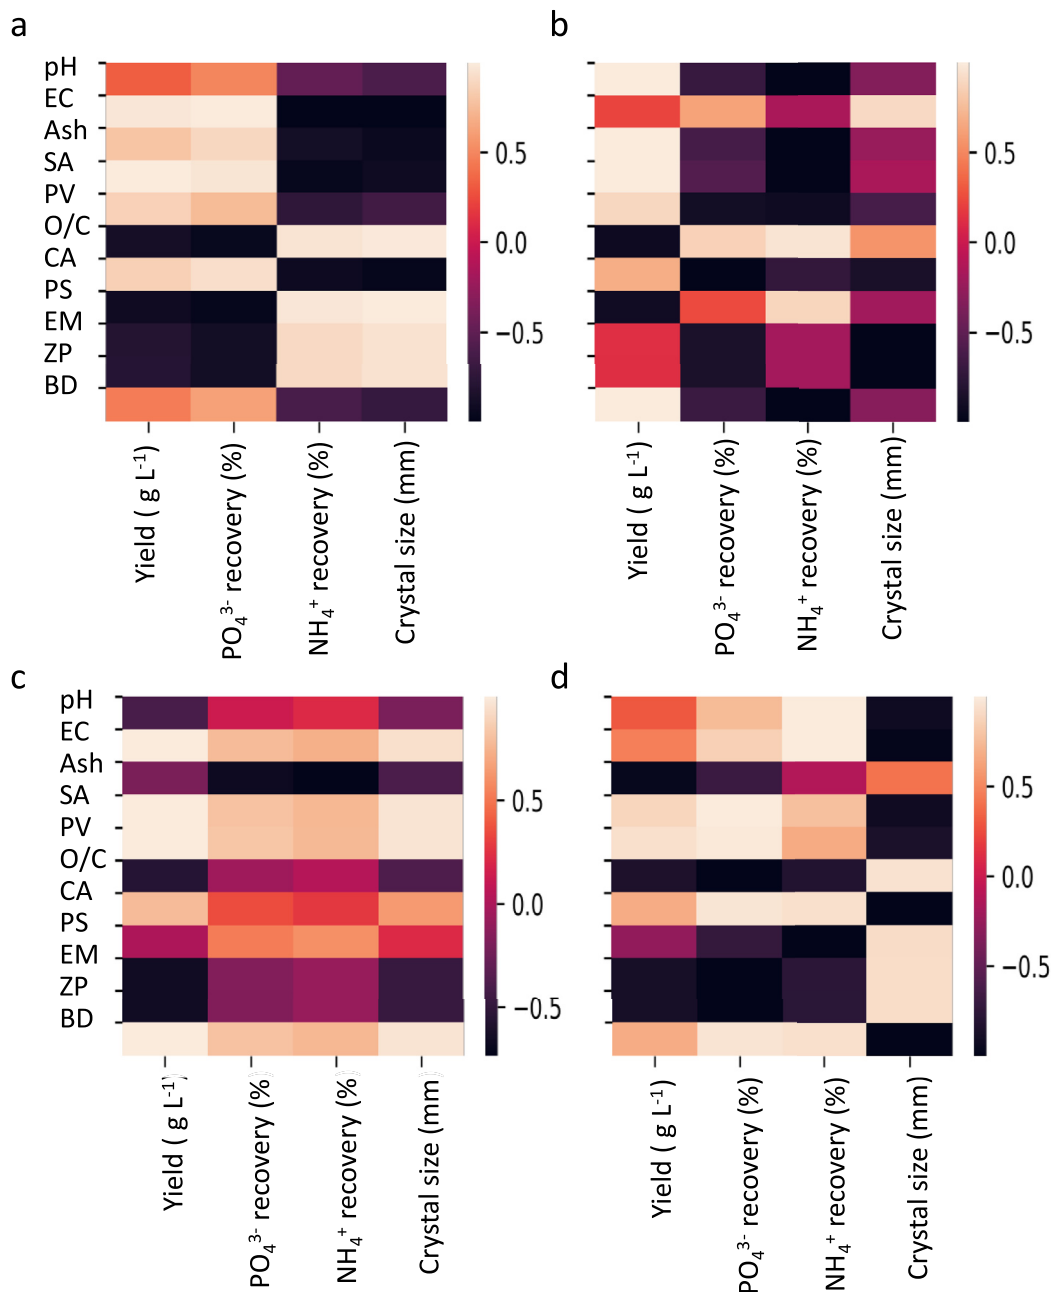 a
b
pH
EC
Ash
SA
PV
O/C
CA
PS
EM
ZP
BD
0.5
0.0
−0.5
0.5
0.0
−0.5
Yield ( g L⁻¹)
PO₄³⁻ recovery (%)
NH₄⁺ recovery (%)
Crystal size (mm)
Yield ( g L⁻¹)
PO₄³⁻ recovery (%)
NH₄⁺ recovery (%)
Crystal size (mm)
c
d
pH
EC
Ash
SA
PV
O/C
CA
PS
EM
ZP
BD
0.5
0.0
−0.5
0.5
0.0
−0.5
Yield ( g L⁻¹)
PO₄³⁻ recovery (%)
NH₄⁺ recovery (%)
Crystal size (mm)
Yield ( g L⁻¹)
PO₄³⁻ recovery (%)
NH₄⁺ recovery (%)
Crystal size (mm)